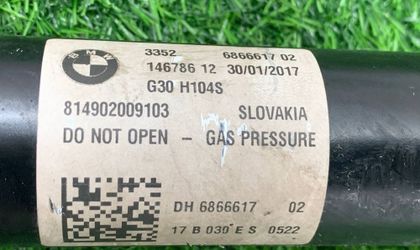 BMW
3352 6866617 02
146786 12 30/01/2017
G30 H104S
814902009103 SLOVAKIA
DO NOT OPEN - GAS PRESSURE
DH 6866617 02
17 B 030 E S 0522